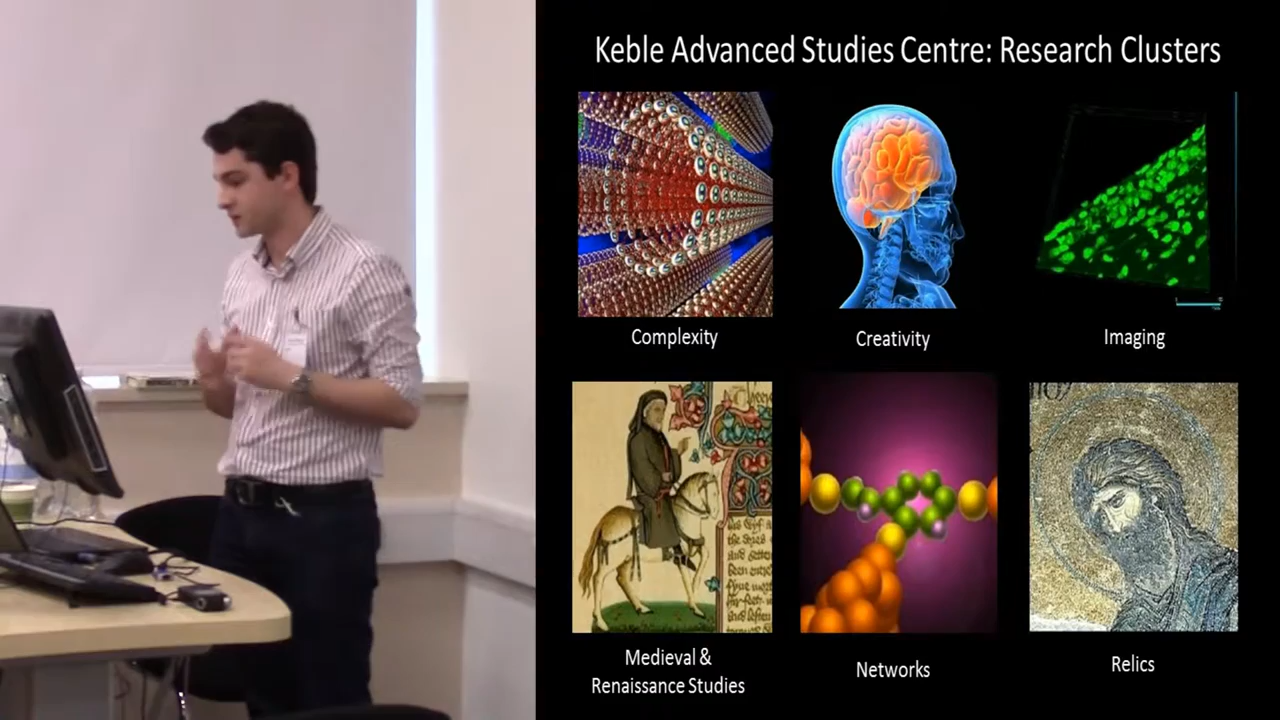 Keble Advanced Studies Centre: Research Clusters
Complexity
Creativity
Imaging
Medieval &
Renaissance Studies
Networks
Relics